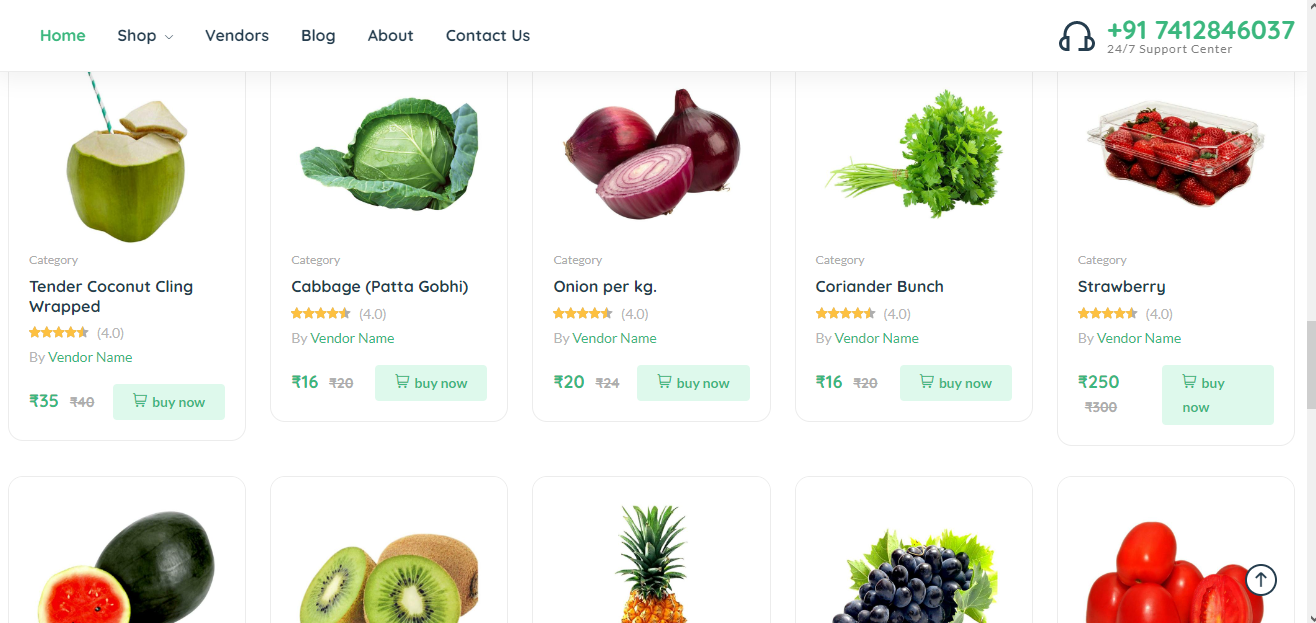 Home Shop Vendors Blog About Contact Us
+91 7412846037
24/7 Support Center
Category
Tender Coconut Cling
Wrapped
(4.0)
By Vendor Name
₹35 ₹40 buy now
Category
Cabbage (Patta Gobhi)
(4.0)
By Vendor Name
₹16 ₹20 buy now
Category
Onion per kg.
(4.0)
By Vendor Name
₹20 ₹24 buy now
Category
Coriander Bunch
(4.0)
By Vendor Name
₹16 ₹20 buy now
Category
Strawberry
(4.0)
By Vendor Name
₹250 buy
₹300 now